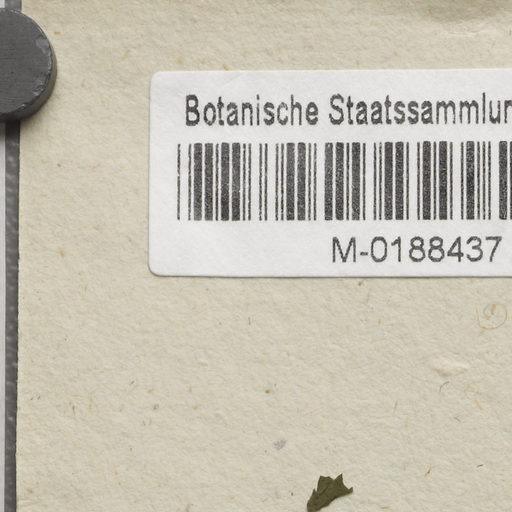 Botanische Staatssammlun
M-0188437